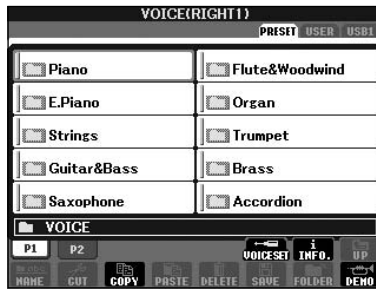 VOICE(RIGHT1)
PRESET USER USB1
Piano Flute&Woodwind
E.Piano Organ
Strings Trumpet
Guitar&Bass Brass
Saxophone Accordion
VOICE
P1 P2
VOICESET INFO. UP
NAME CUT COPY PASTE DELETE SAVE FOLDER DEMO